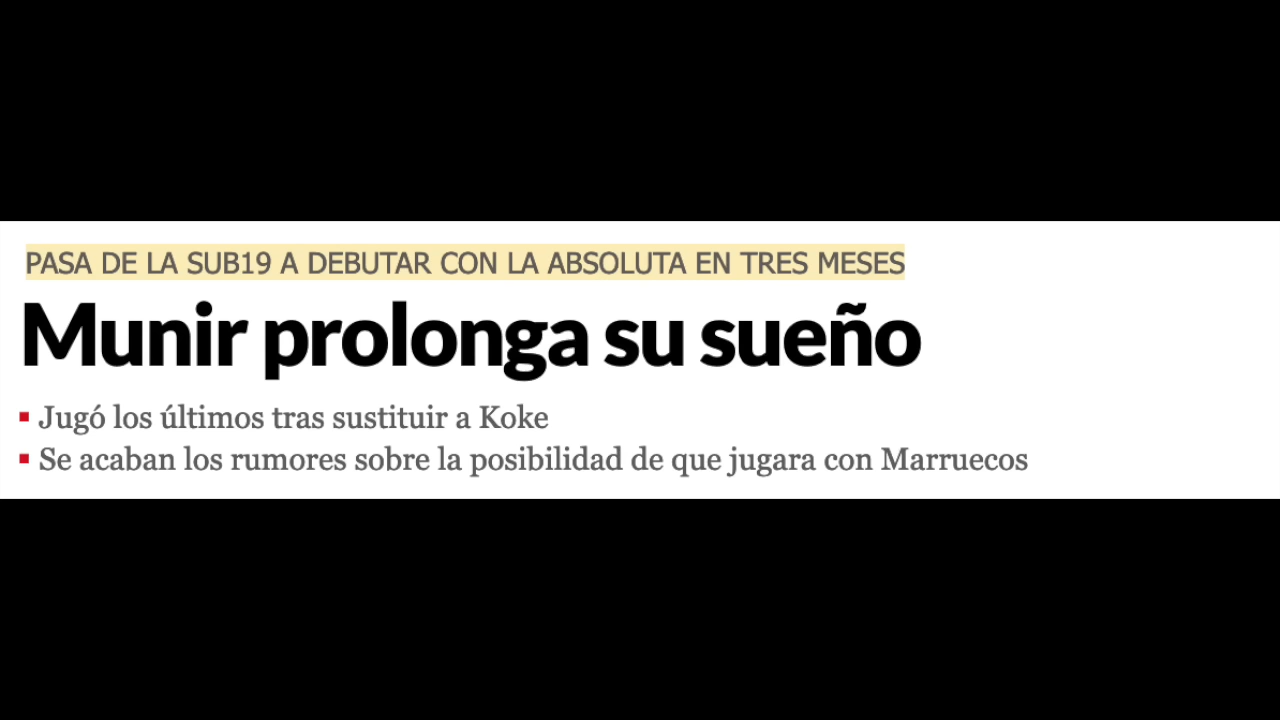 PASA DE LA SUB19 A DEBUTAR CON LA ABSOLUTA EN TRES MESES
Munir prolonga su sueño
Jugó los últimos tras sustituir a Koke
Se acaban los rumores sobre la posibilidad de que jugara con Marruecos